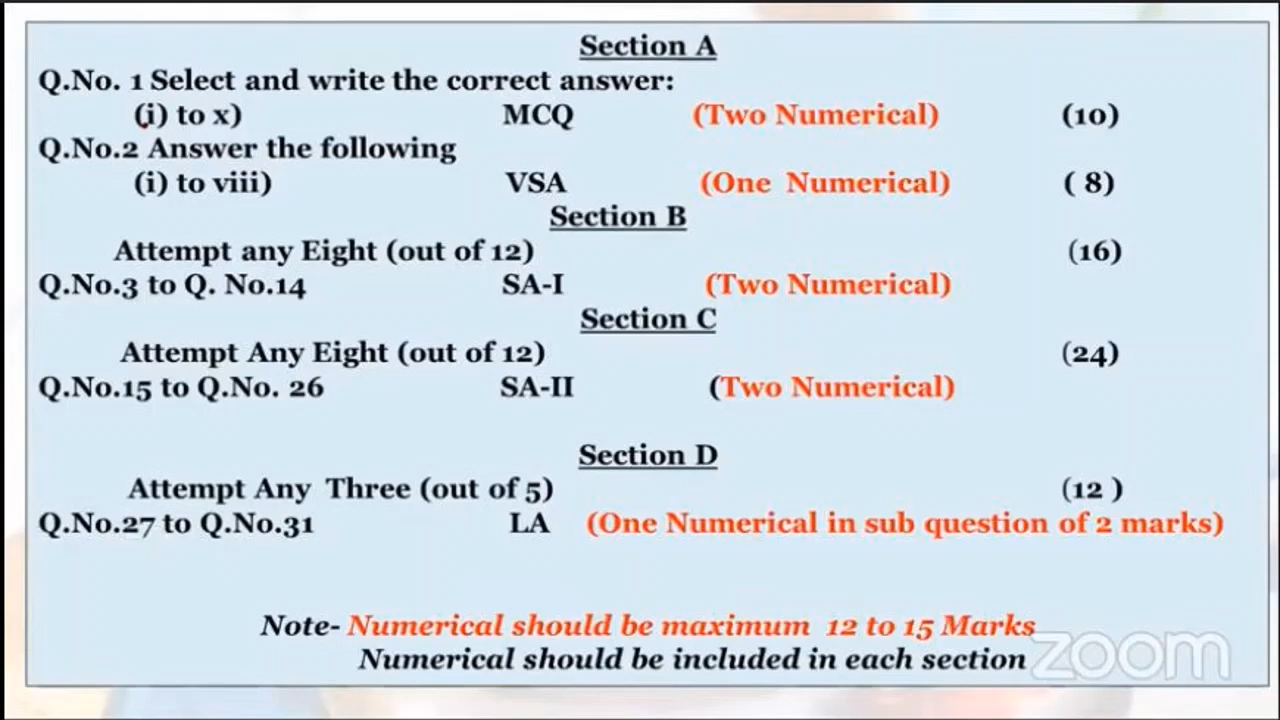 Section A
Q.No. 1 Select and write the correct answer:
(i) to x) MCQ (Two Numerical) (10)
Q.No.2 Answer the following
(i) to viii) VSA (One Numerical) ( 8)
Section B
Attempt any Eight (out of 12) (16)
Q.No.3 to Q. No.14 SA-I (Two Numerical)
Section C
Attempt Any Eight (out of 12) (24)
Q.No.15 to Q.No. 26 SA-II (Two Numerical)
Section D
Attempt Any Three (out of 5) (12 )
Q.No.27 to Q.No.31 LA (One Numerical in sub question of 2 marks)
Note- Numerical should be maximum 12 to 15 Marks
Numerical should be included in each section
zoom